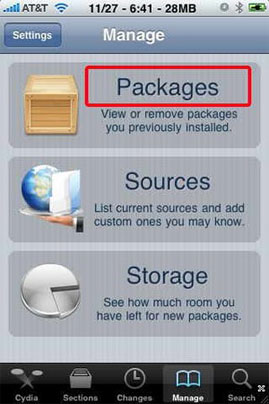 AT&T 11/27 - 6:41 - 28MB
Settings Manage
Packages
View or remove packages
you previously installed.
Sources
List current sources and add
custom ones you may know.
Storage
See how much room you
have left for new packages.
Cydia Sections Changes Manage Search